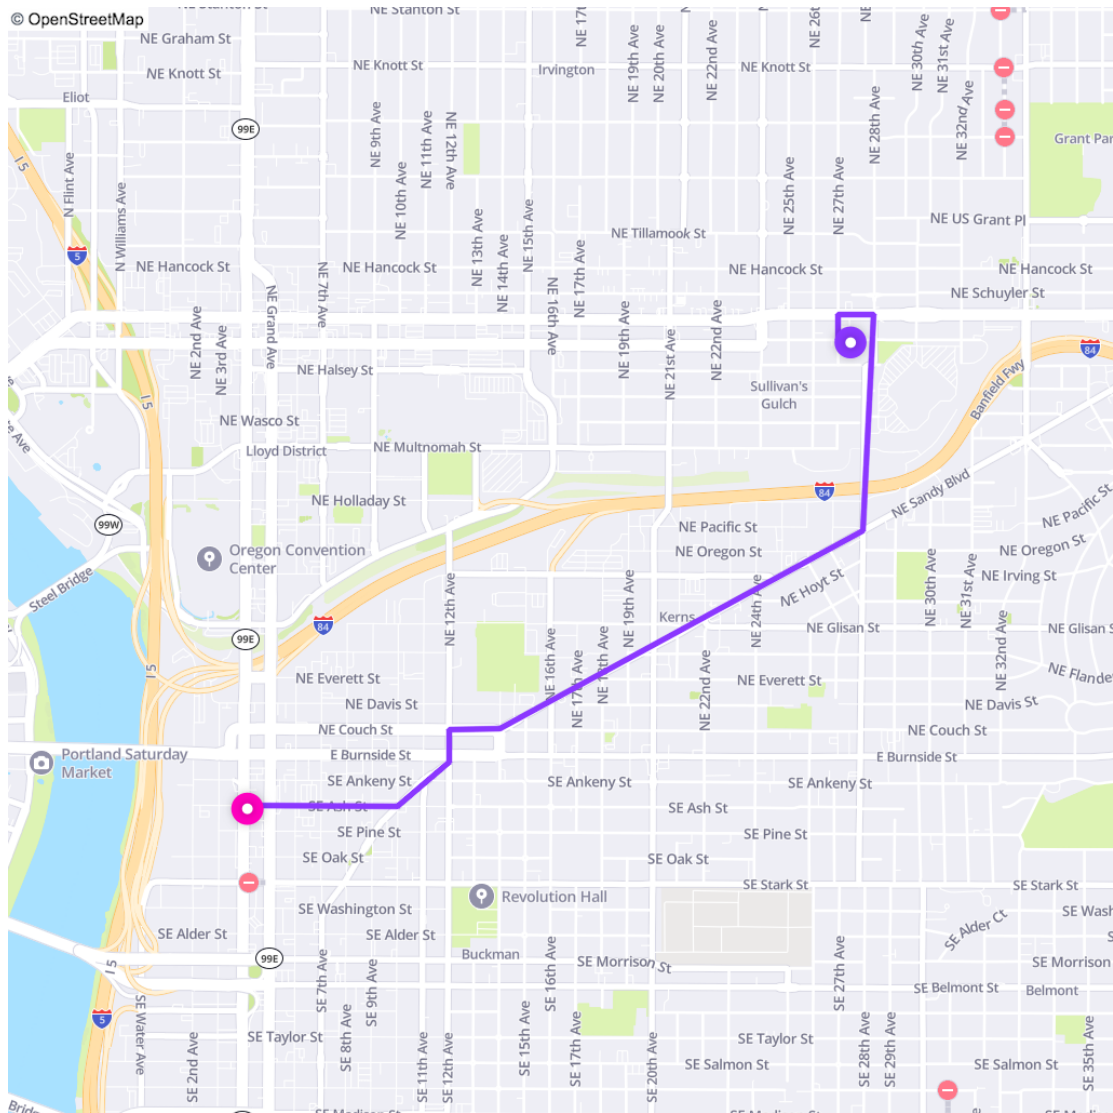 © OpenStreetMap
NE Stanton St
NE Stanton St
NE 17t
NE 26t
NE Graham St
NE Knott St
NE Knott St
Irvington
NE Knott St
NE 19th Ave
NE 20th Ave
NE 22nd Ave
NE 30th Ave
NE 31st Ave
Eliot
99E
NE 9th Ave
NE 10th Ave
NE 11th Ave
NE 12th Ave
NE 28th Ave
NE 32nd Ave
Grant Par
I 5
N Flint Ave
N Williams Ave
NE 13th Ave
NE 14th Ave
NE 15th Ave
NE 17th Ave
NE 25th Ave
NE 27th Ave
NE US Grant Pl
NE Tillamook St
5
NE Hancock St
NE 7th Ave
NE Hancock St
NE Hancock St
NE Hancock St
NE Grand Ave
NE 16th Ave
NE Schuyler St
NE 2nd Ave
NE 3rd Ave
NE 19th Ave
NE 21st Ave
NE 22nd Ave
84
NE Halsey St
Sullivan's
Gulch
Banfield Fwy
I 5
NE Wasco St
Lloyd District
NE Multnomah St
NE Holladay St
84
NE Sandy Blvd
99W
NE Pacific St
NE Pacific St
Oregon Convention
Center
NE Oregon St
NE Oregon St
Steel Bridge
NE 12th Ave
NE 19th Ave
NE 24th Ave
NE Hoyt St
NE 30th Ave
NE 31st Ave
NE Irving St
84
99E
Kerns
NE Glisan St
NE Glisan S
NE 16th Ave
NE 17th Ave
NE 18th Ave
NE 22nd Ave
NE 32nd Ave
I 5
NE Everett St
NE Everett St
NE Flander
NE Davis St
NE Davis St
NE Couch St
NE Couch St
Portland Saturday
Market
E Burnside St
E Burnside St
SE Ankeny St
SE Ankeny St
SE Ankeny St
SE Ash St
SE Ash St
SE Pine St
SE Pine St
SE Oak St
SE Oak St
SE Stark St
SE Stark St
Revolution Hall
SE Washington St
SE Wash
SE Alder St
SE Alder St
SE Alder Ct
S
Buckman
99E
SE Morrison St
SE Morrison
I 5
SE Water Ave
SE 7th Ave
SE 9th Ave
SE 16th Ave
SE 27th Ave
SE Belmont St
Belmont
5
SE 2nd Ave
SE Taylor St
SE 8th Ave
SE 11th Ave
SE 12th Ave
SE 15th Ave
SE 17th Ave
SE 20th Ave
SE Taylor St
SE 28th Ave
SE 29th Ave
SE 35th Ave
SE Salmon St
SE Salmon St